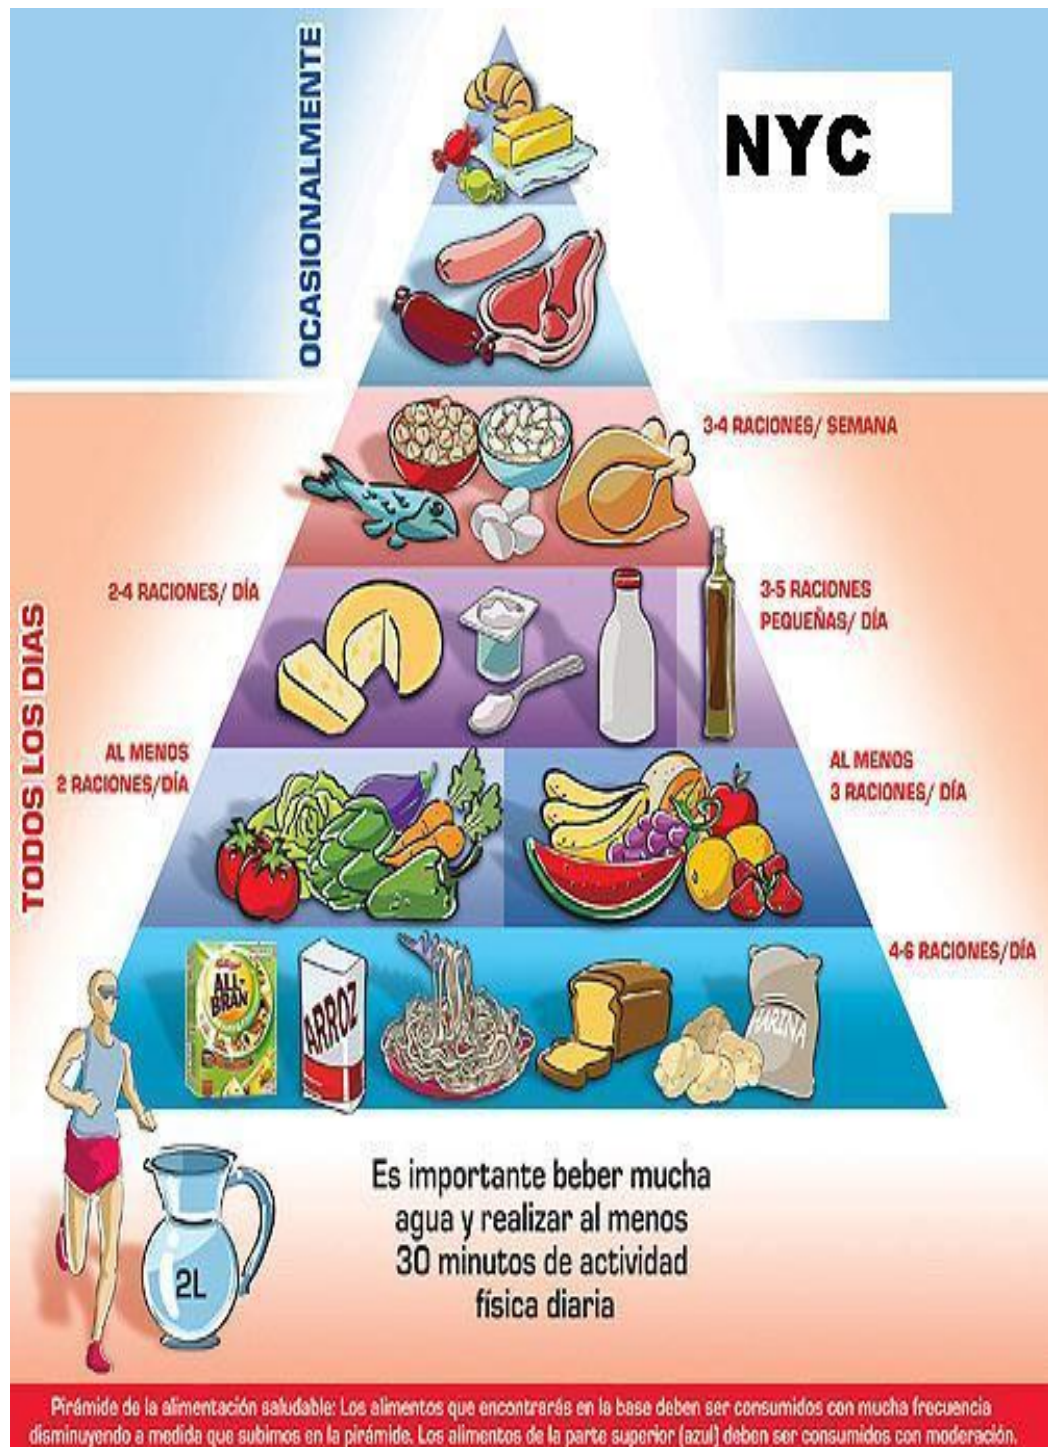 OCASIONALMENTE
NYC
3-4 RACIONES/ SEMANA
2-4 RACIONES/ DÍA
3-5 RACIONES
PEQUEÑAS/ DÍA
TODOS LOS DIAS
AL MENOS
2 RACIONES/DÍA
AL MENOS
3 RACIONES/ DÍA
4-6 RACIONES/DÍA
Kellogg's
ALL-
BRAN
ARROZ
HARINA
2L
Es importante beber mucha
agua y realizar al menos
30 minutos de actividad
física diaria
Pirámide de la alimentación saludable: Los alimentos que encontrarás en la base deben ser consumidos con mucha frecuencia
disminuyendo a medida que subimos en la pirámide. Los alimentos de la parte superior (azul) deben ser consumidos con moderación.